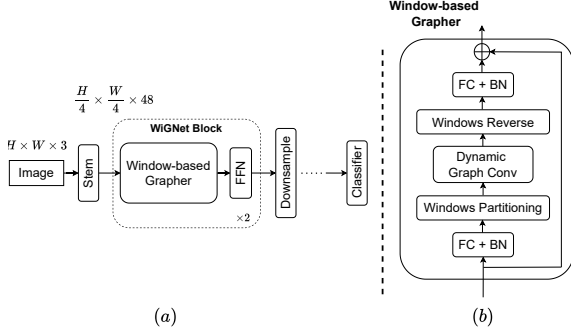 H/4 × W/4 × 48
H × W × 3
WiGNet Block
Image
Stem
Window-based
Grapher
FFN
×2
Downsample
......
Classifier
(a)
Window-based
Grapher
FC + BN
Windows Reverse
Dynamic
Graph Conv
Windows Partitioning
FC + BN
(b)